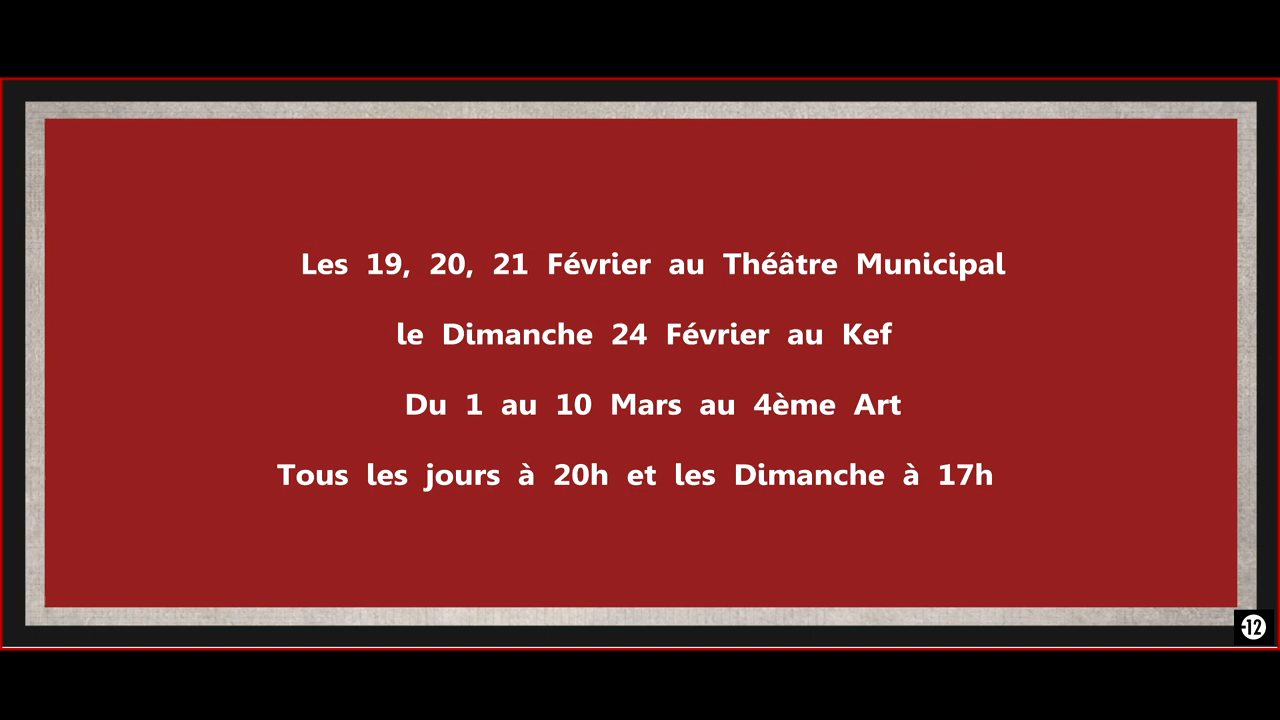 Les 19, 20, 21 Février au Théâtre Municipal
le Dimanche 24 Février au Kef
Du 1 au 10 Mars au 4ème Art
Tous les jours à 20h et les Dimanche à 17h
-12